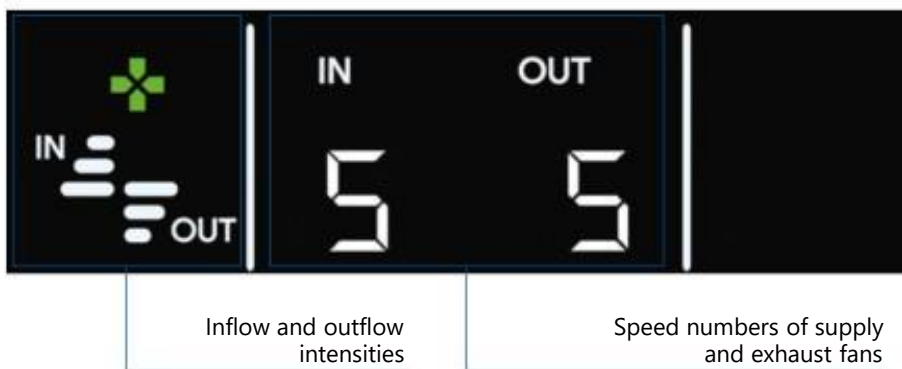 IN OUT
IN
5 5
OUT
Inflow and outflow
intensities
Speed numbers of supply
and exhaust fans